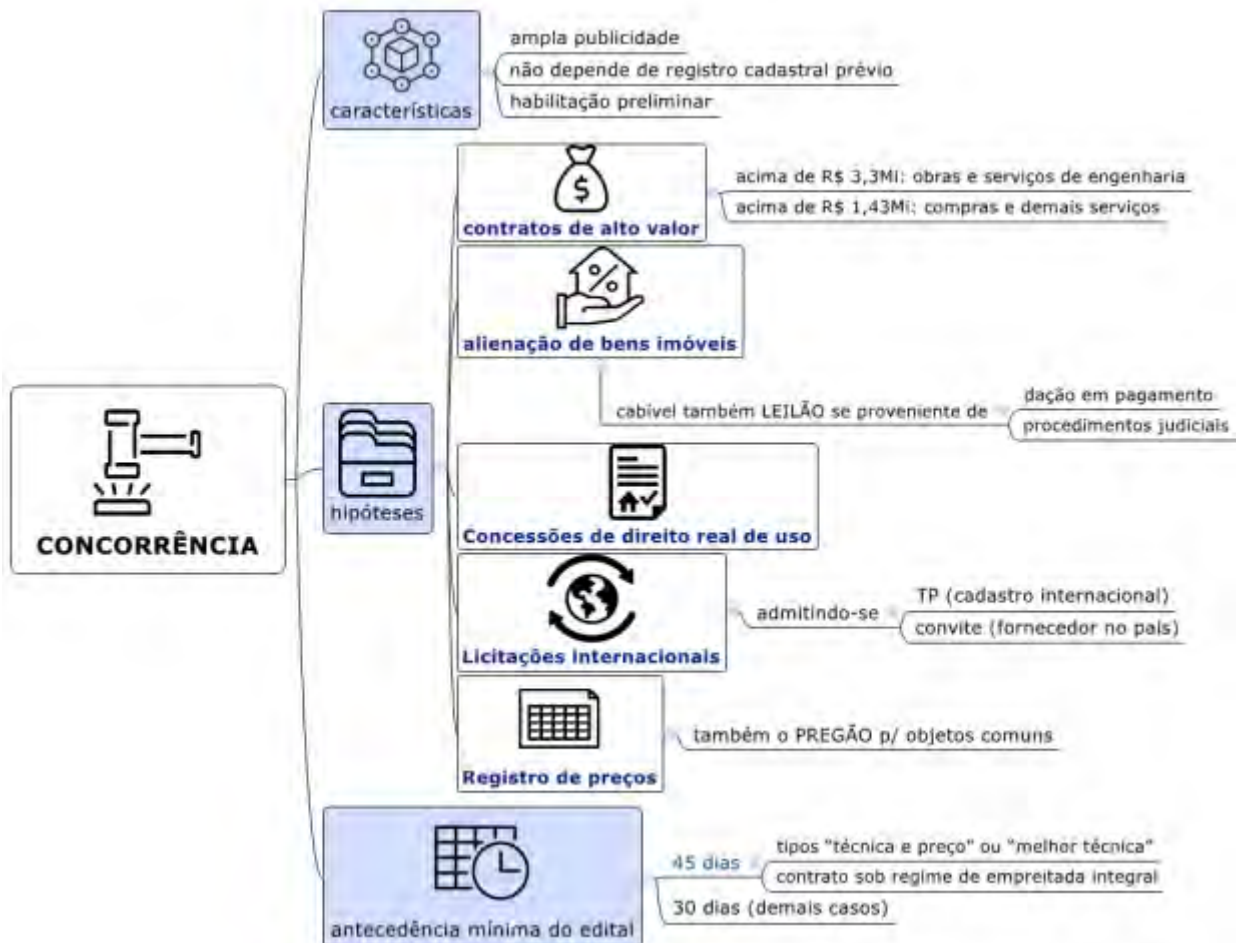 ampla publicidade
não depende de registro cadastral prévio
habilitação preliminar
características
acima de R$ 3,3Mi: obras e serviços de engenharia
acima de R$ 1,43Mi: compras e demais serviços
contratos de alto valor
alienação de bens imóveis
cabível também LEILÃO se proveniente de
dação em pagamento
procedimentos judiciais
CONCORRÊNCIA
hipóteses
Concessões de direito real de uso
Licitações internacionais
admitindo-se
TP (cadastro internacional)
convite (fornecedor no país)
Registro de preços
também o PREGÃO p/ objetos comuns
antecedência mínima do edital
45 dias
tipos "técnica e preço" ou "melhor técnica"
contrato sob regime de empreitada integral
30 dias (demais casos)